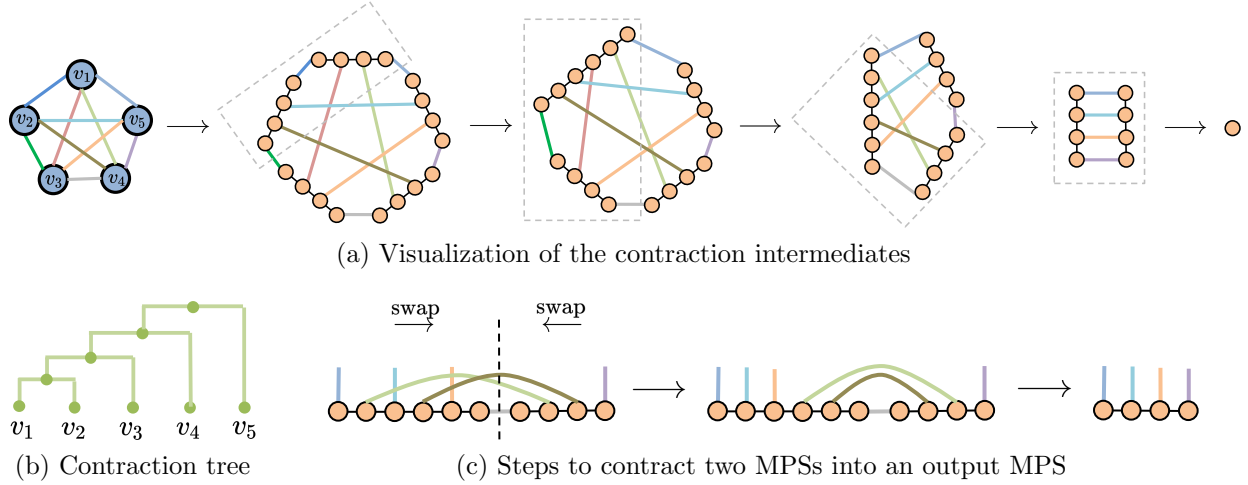 v₁
v₂ v₅
v₃ v₄
(a) Visualization of the contraction intermediates
swap swap
v₁ v₂ v₃ v₄ v₅
(b) Contraction tree
(c) Steps to contract two MPSs into an output MPS